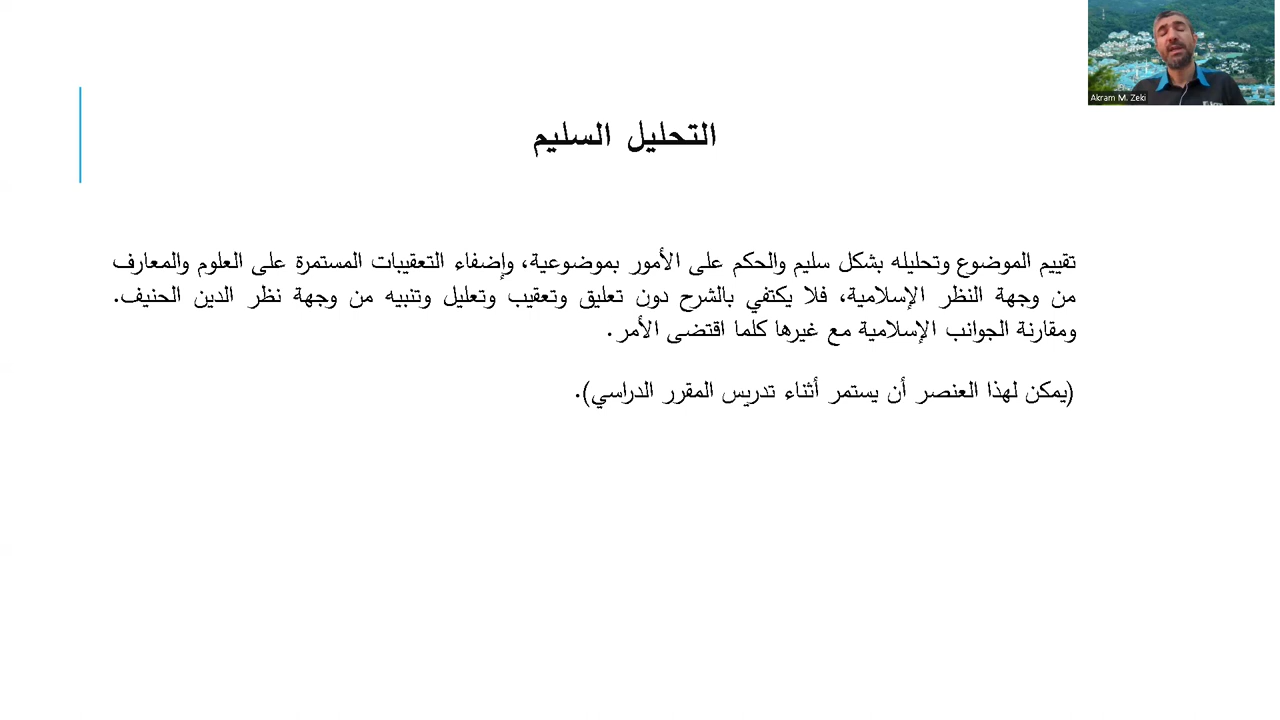 Akram M. Zeki
التحليل السليم
تقييم الموضوع وتحليله بشكل سليم والحكم على الأمور بموضوعية، وإضفاء التعقيبات المستمرة على العلوم والمعارف
من وجهة النظر الإسلامية، فلا يكتفي بالشرح دون تعليق وتعقيب وتعليل وتنبيه من وجهة نظر الدين الحنيف.
ومقارنة الجوانب الإسلامية مع غيرها كلما اقتضى الأمر.
(يمكن لهذا العنصر أن يستمر أثناء تدريس المقرر الدراسي).